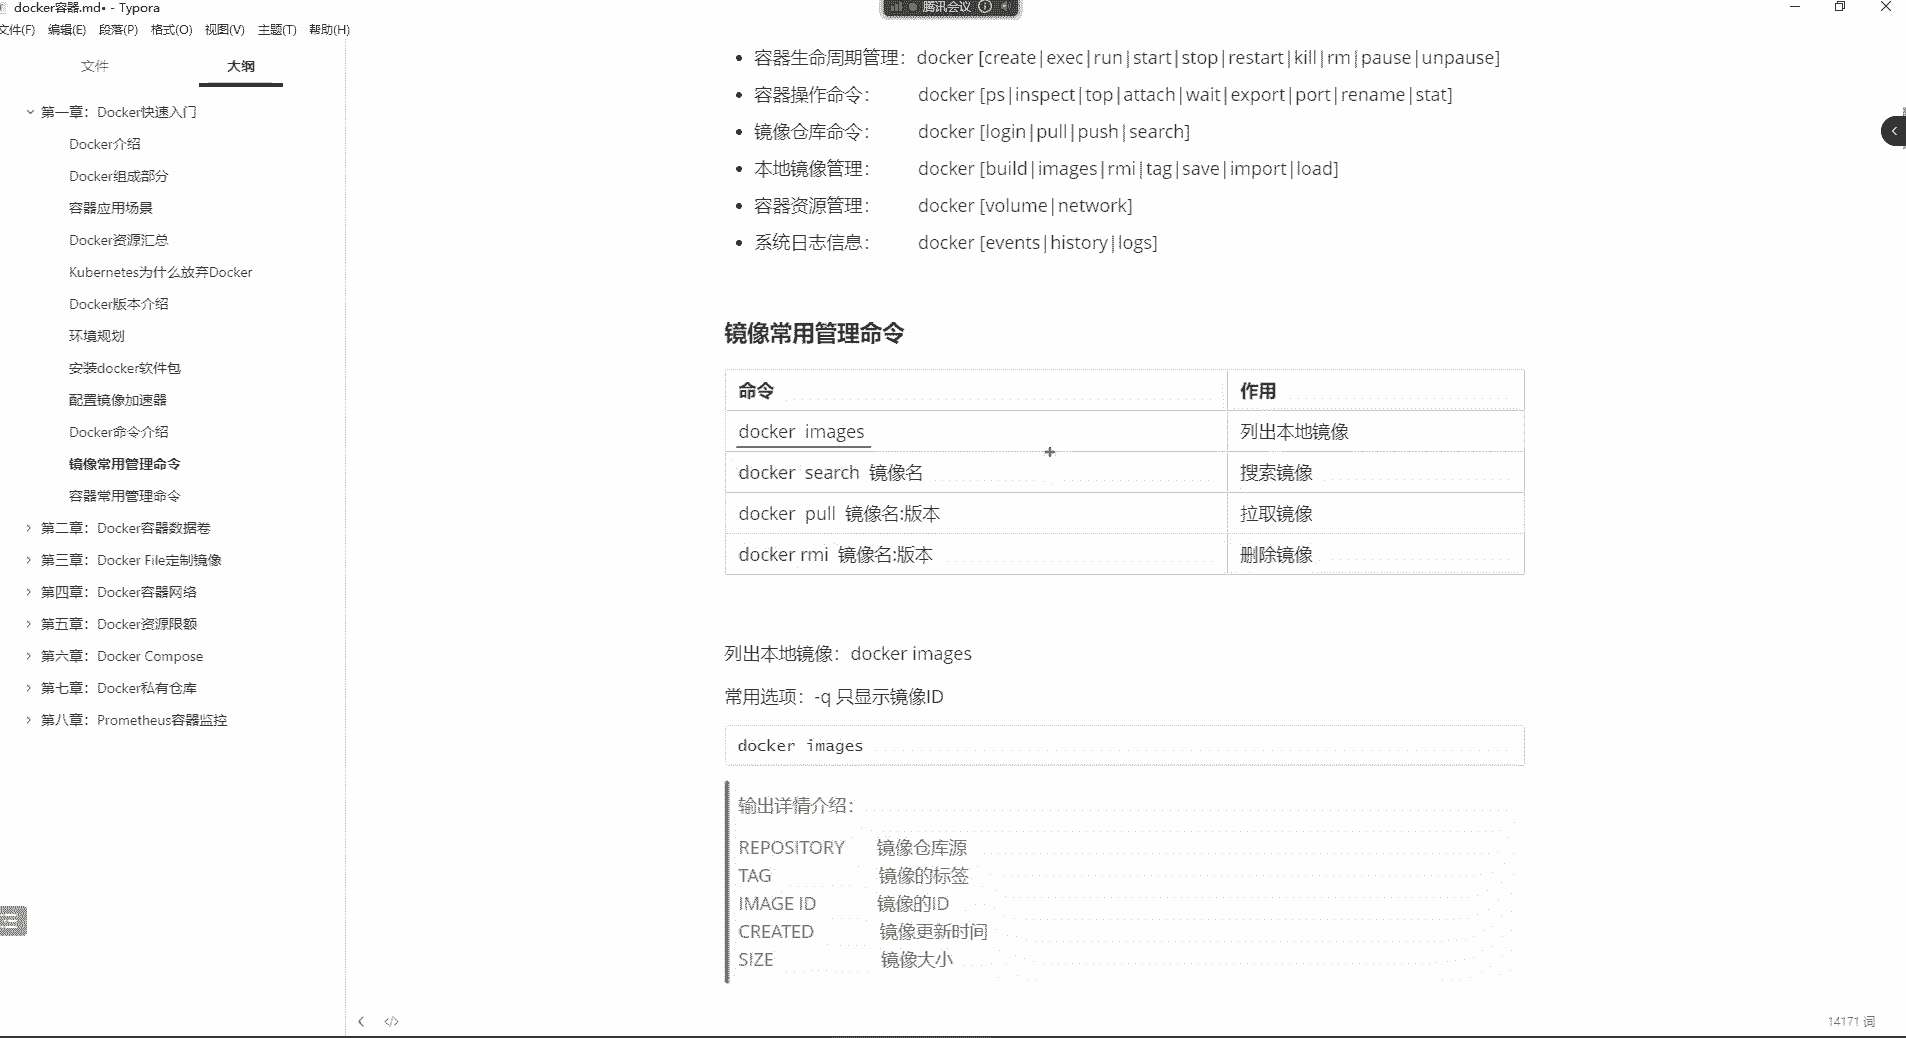 docker容器.md• - Typora
腾讯会议
文件(F) 编辑(E) 段落(P) 格式(O) 视图(V) 主题(T) 帮助(H)
文件 大纲
第一章：Docker快速入门
Docker介绍
Docker组成部分
容器应用场景
Docker资源汇总
Kubernetes为什么放弃Docker
Docker版本介绍
环境规划
安装docker软件包
配置镜像加速器
Docker命令介绍
镜像常用管理命令
容器常用管理命令
第二章：Docker容器数据卷
第三章：Docker File定制镜像
第四章：Docker容器网络
第五章：Docker资源限额
第六章：Docker Compose
第七章：Docker私有仓库
第八章：Prometheus容器监控
• 容器生命周期管理：docker [create|exec|run|start|stop|restart|kill|rm|pause|unpause]
• 容器操作命令： docker [ps|inspect|top|attach|wait|export|port|rename|stat]
• 镜像仓库命令： docker [login|pull|push|search]
• 本地镜像管理： docker [build|images|rmi|tag|save|import|load]
• 容器资源管理： docker [volume|network]
• 系统日志信息： docker [events|history|logs]
镜像常用管理命令
命令 作用
docker images 列出本地镜像
docker search 镜像名 搜索镜像
docker pull 镜像名:版本 拉取镜像
docker rmi 镜像名:版本 删除镜像
列出本地镜像：docker images
常用选项：-q 只显示镜像ID
docker images
输出详情介绍：
REPOSITORY 镜像仓库源
TAG 镜像的标签
IMAGE ID 镜像的ID
CREATED 镜像更新时间
SIZE 镜像大小
14171 词